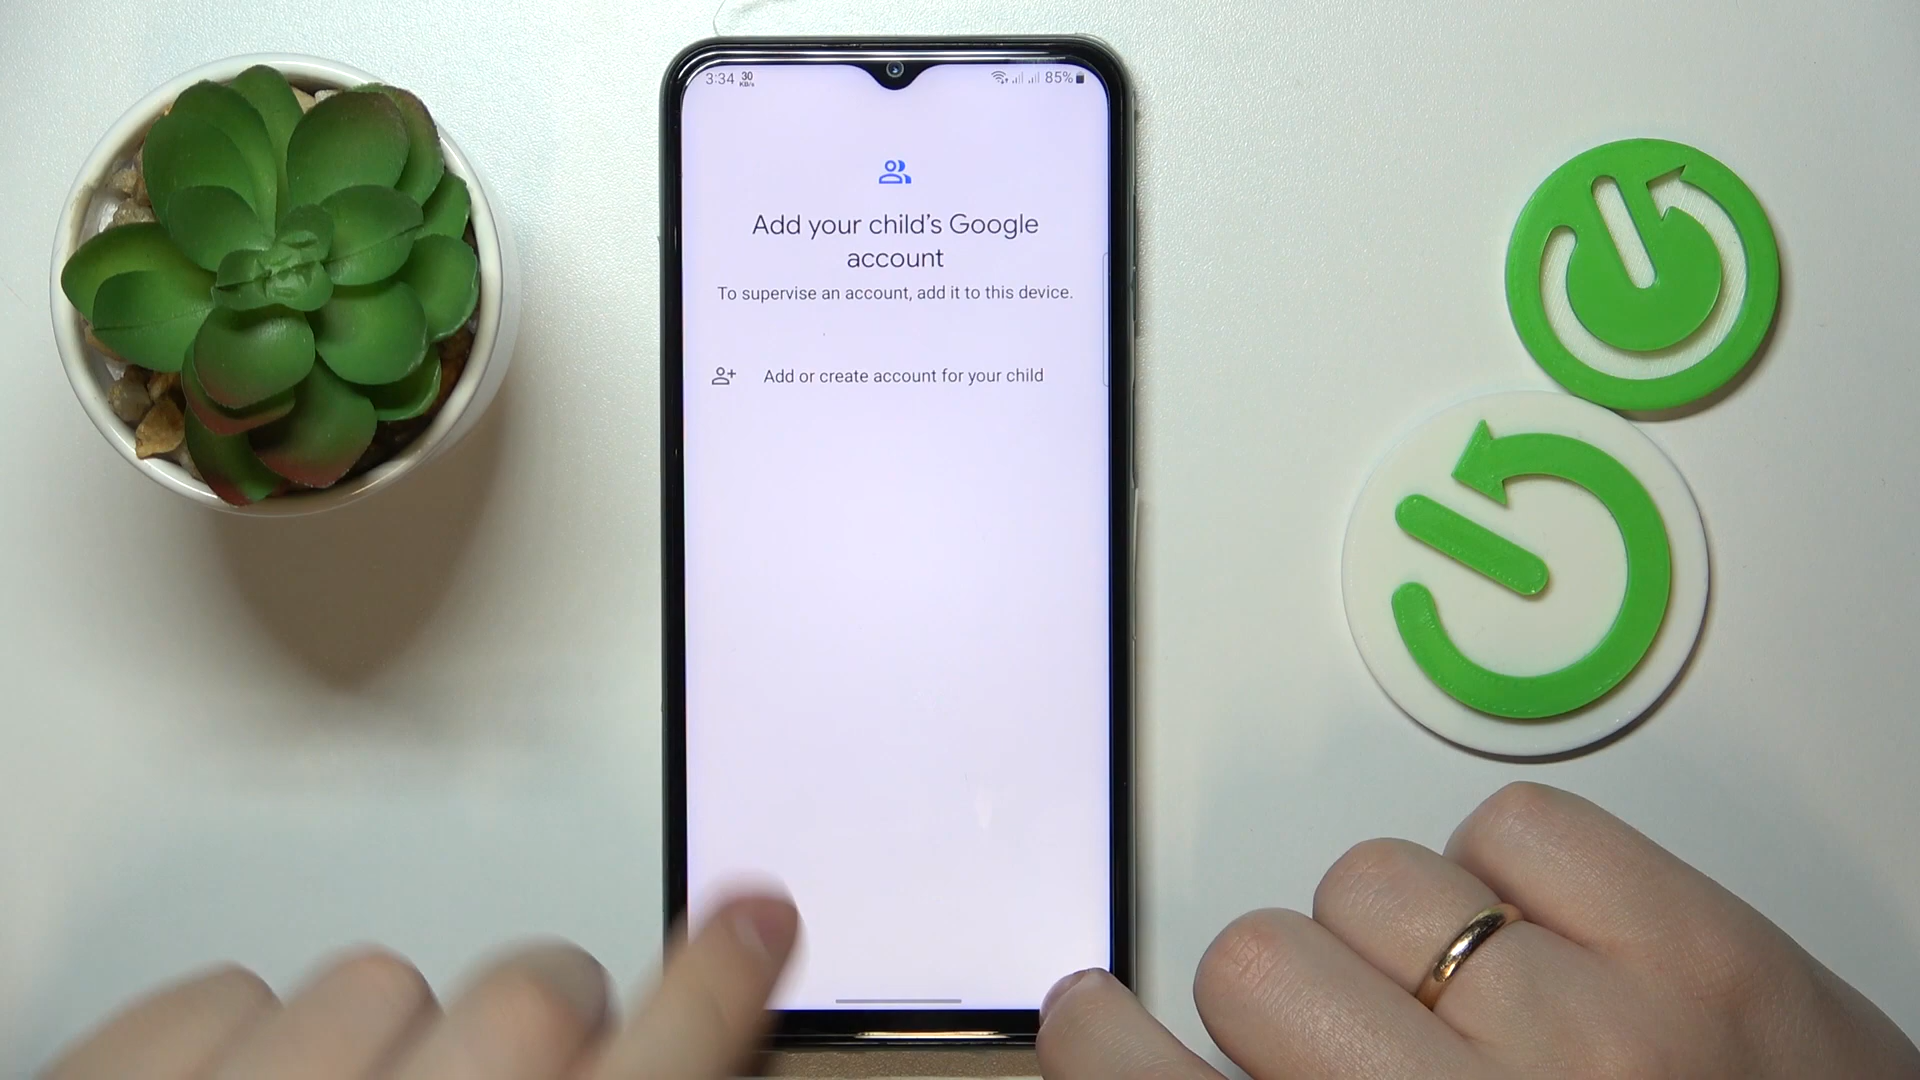 3:34 30 KB/s 85%
Add your child's Google
account
To supervise an account, add it to this device.
Add or create account for your child